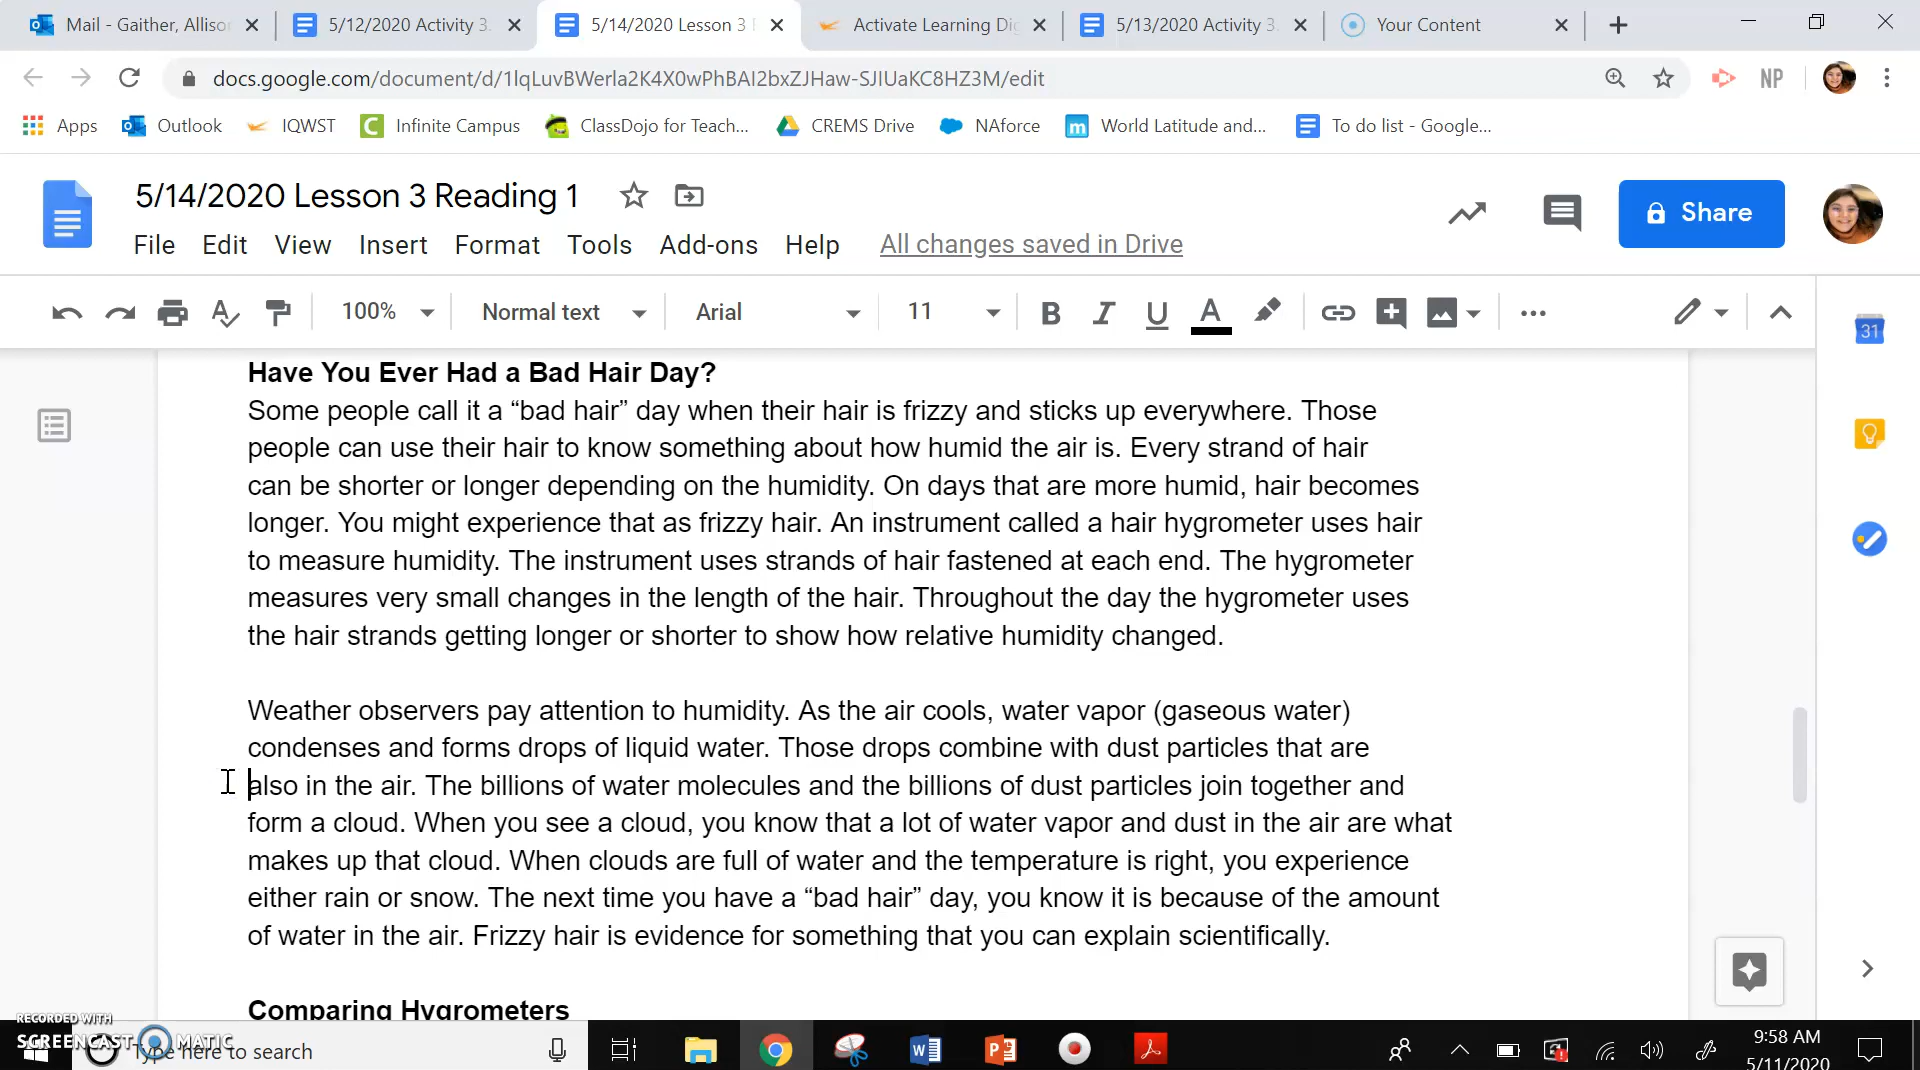 Mail - Gaither, Alliso
5/12/2020 Activity 3.
5/14/2020 Lesson 3
Activate Learning Dig
5/13/2020 Activity 3.
Your Content
docs.google.com/document/d/1lqLuvBWerla2K4X0wPhBAI2bxZJHaw-SJIUaKC8HZ3M/edit
NP
Apps
Outlook
IQWST
Infinite Campus
ClassDojo for Teach...
CREMS Drive
NAforce
World Latitude and...
To do list - Google...
5/14/2020 Lesson 3 Reading 1
File Edit View Insert Format Tools Add-ons Help All changes saved in Drive
Share
100% Normal text Arial 11 B I U A
31
Have You Ever Had a Bad Hair Day?
Some people call it a “bad hair” day when their hair is frizzy and sticks up everywhere. Those
people can use their hair to know something about how humid the air is. Every strand of hair
can be shorter or longer depending on the humidity. On days that are more humid, hair becomes
longer. You might experience that as frizzy hair. An instrument called a hair hygrometer uses hair
to measure humidity. The instrument uses strands of hair fastened at each end. The hygrometer
measures very small changes in the length of the hair. Throughout the day the hygrometer uses
the hair strands getting longer or shorter to show how relative humidity changed.
Weather observers pay attention to humidity. As the air cools, water vapor (gaseous water)
condenses and forms drops of liquid water. Those drops combine with dust particles that are
also in the air. The billions of water molecules and the billions of dust particles join together and
form a cloud. When you see a cloud, you know that a lot of water vapor and dust in the air are what
makes up that cloud. When clouds are full of water and the temperature is right, you experience
either rain or snow. The next time you have a “bad hair” day, you know it is because of the amount
of water in the air. Frizzy hair is evidence for something that you can explain scientifically.
Comparing Hygrometers
RECORDED WITH
SCREENCAST MATIC
Type here to search
9:58 AM
5/11/2020